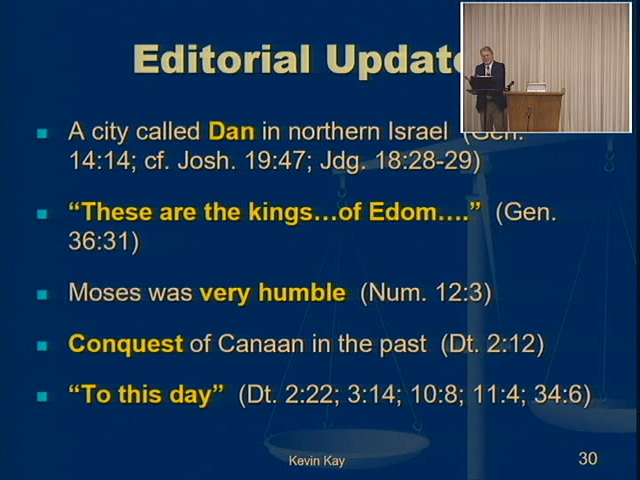 Editorial Update
A city called Dan in northern Israel (Gen.
14:14; cf. Josh. 19:47; Jdg. 18:28-29)
“These are the kings…of Edom….” (Gen.
36:31)
Moses was very humble (Num. 12:3)
Conquest of Canaan in the past (Dt. 2:12)
“To this day” (Dt. 2:22; 3:14; 10:8; 11:4; 34:6)
Kevin Kay
30